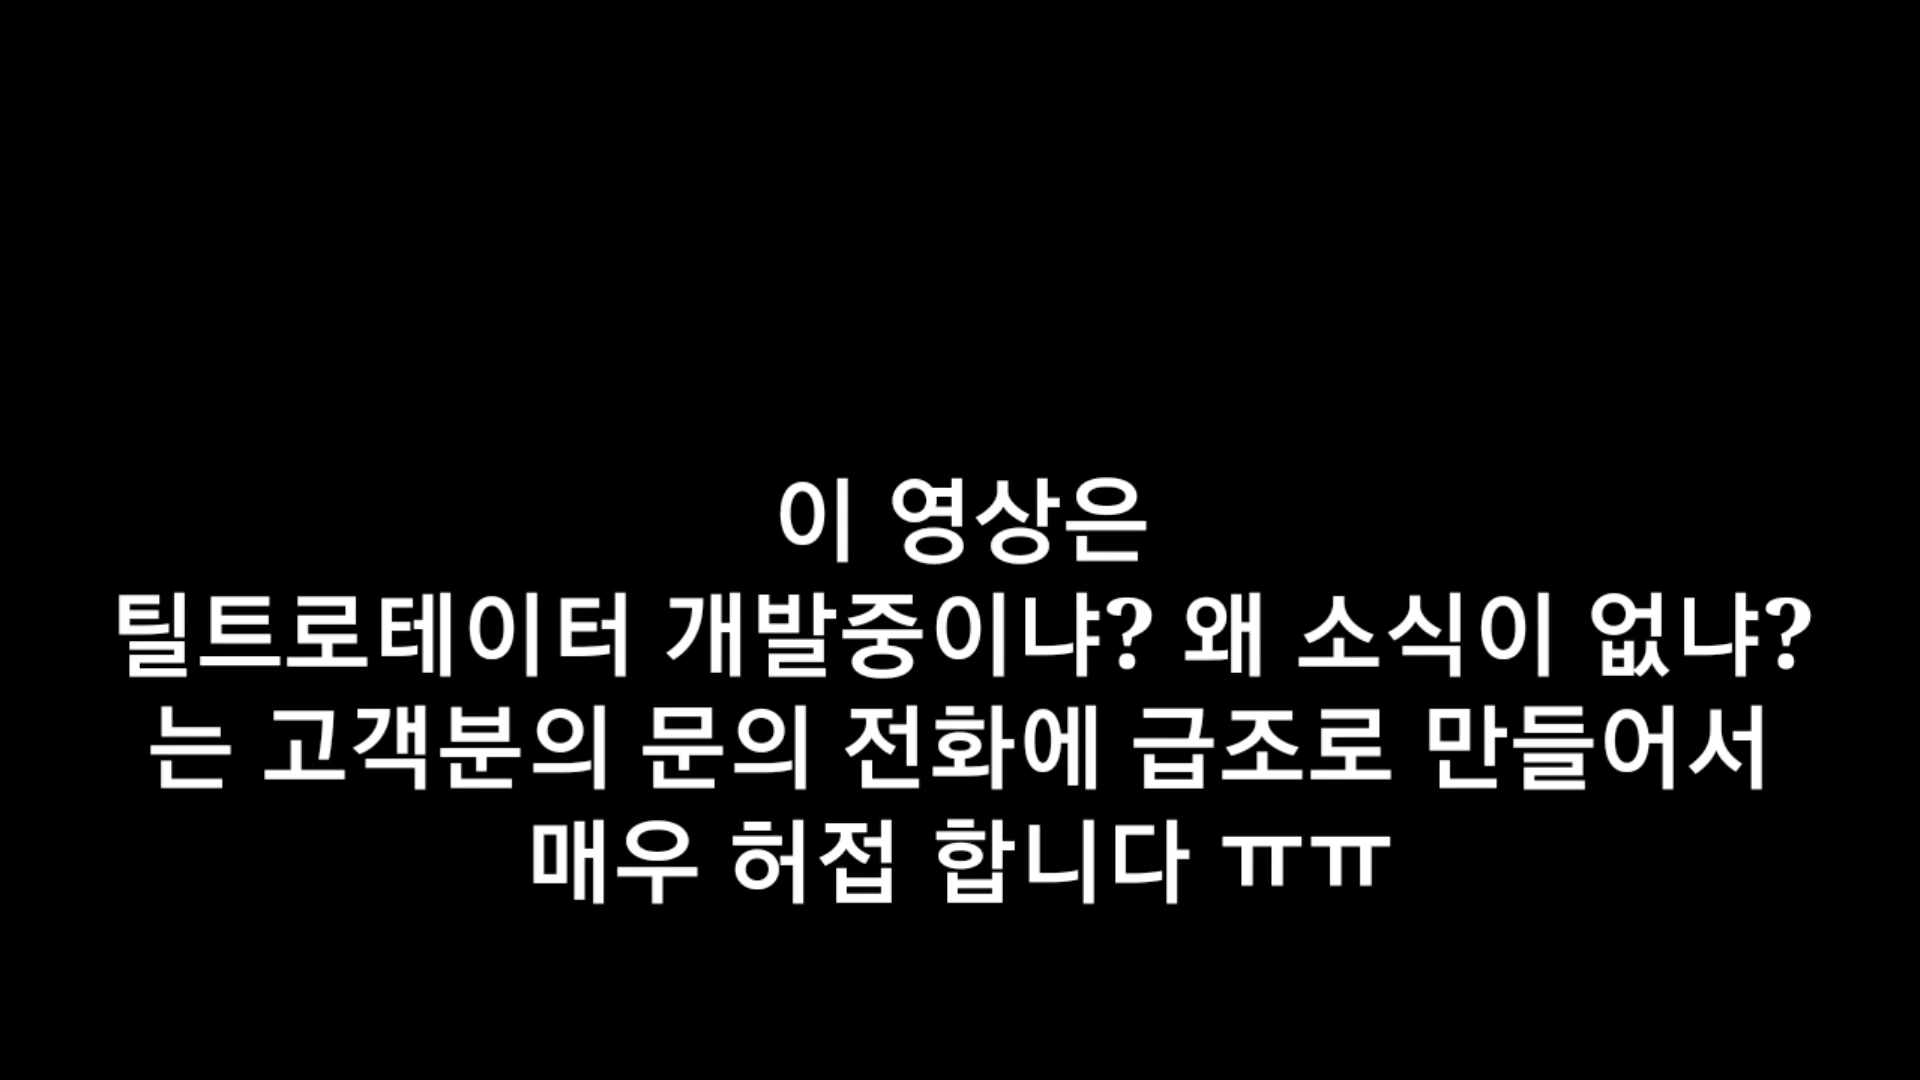 이 영상은
틸트로테이터 개발중이냐? 왜 소식이 없냐?
는 고객분의 문의 전화에 급조로 만들어서
매우 허접 합니다 ㅠㅠ